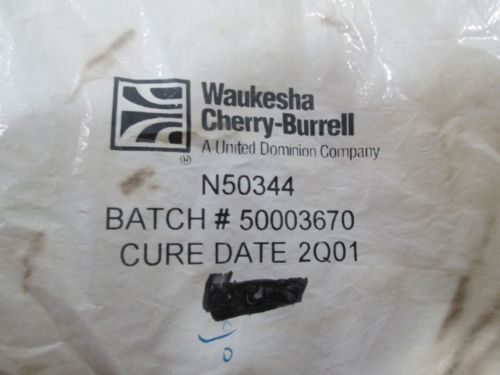 Waukesha
Cherry-Burrell
A United Dominion Company
N50344
BATCH # 50003670
CURE DATE 2Q01